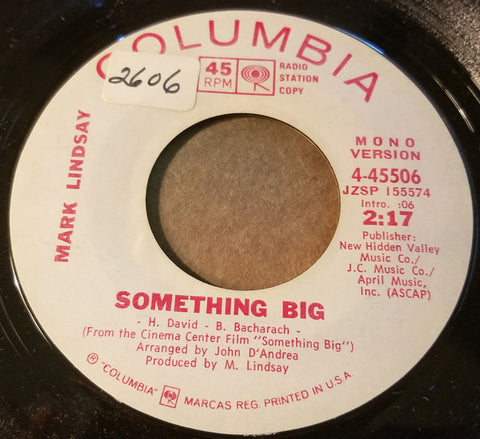 COLUMBIA
2606
45
RPM
RADIO
STATION
COPY
MARK LINDSAY
MONO
VERSION
4-45506
JZSP 155574
Intro. :06
2:17
Publisher:
New Hidden Valley
Music Co./
J.C. Music Co./
April Music,
Inc. (ASCAP)
SOMETHING BIG
- H. David - B. Bacharach -
(From the Cinema Center Film "Something Big")
Arranged by John D'Andrea
Produced by M. Lindsay
℗ "COLUMBIA" MARCAS REG. PRINTED IN U.S.A.